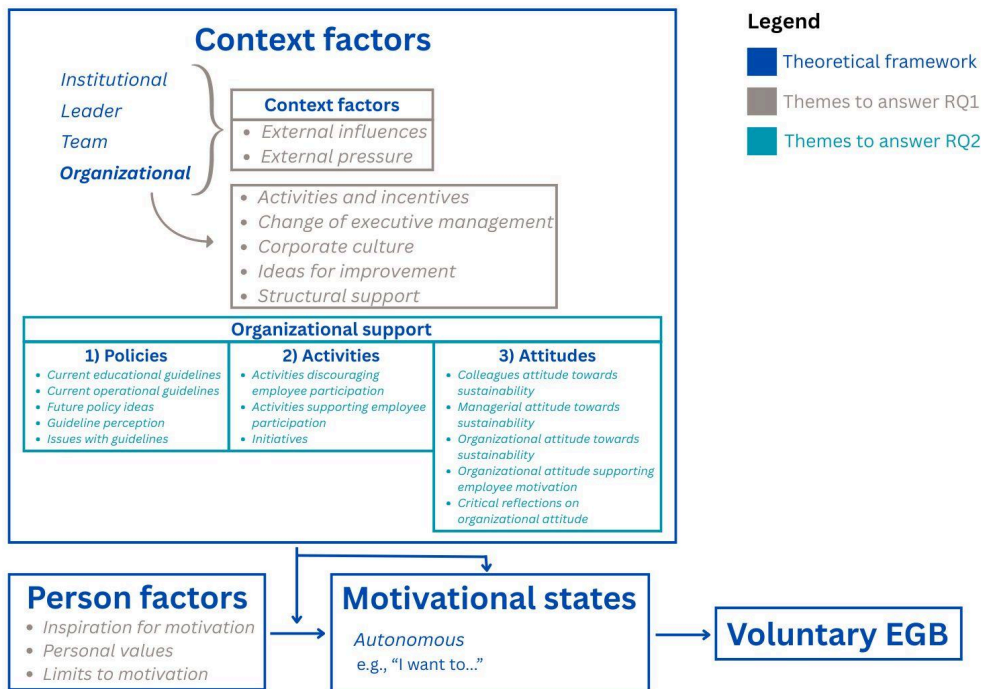 Context factors
Institutional
Leader
Team
Organizational
Context factors
• External influences
• External pressure
• Activities and incentives
• Change of executive management
• Corporate culture
• Ideas for improvement
• Structural support
Organizational support
1) Policies
• Current educational guidelines
• Current operational guidelines
• Future policy ideas
• Guideline perception
• Issues with guidelines
2) Activities
• Activities discouraging
employee participation
• Activities supporting employee
participation
• Initiatives
3) Attitudes
• Colleagues attitude towards
sustainability
• Managerial attitude towards
sustainability
• Organizational attitude towards
sustainability
• Organizational attitude supporting
employee motivation
• Critical reflections on
organizational attitude
Person factors
• Inspiration for motivation
• Personal values
• Limits to motivation
Motivational states
Autonomous
e.g., “I want to...”
Voluntary EGB
Legend
Theoretical framework
Themes to answer RQ1
Themes to answer RQ2